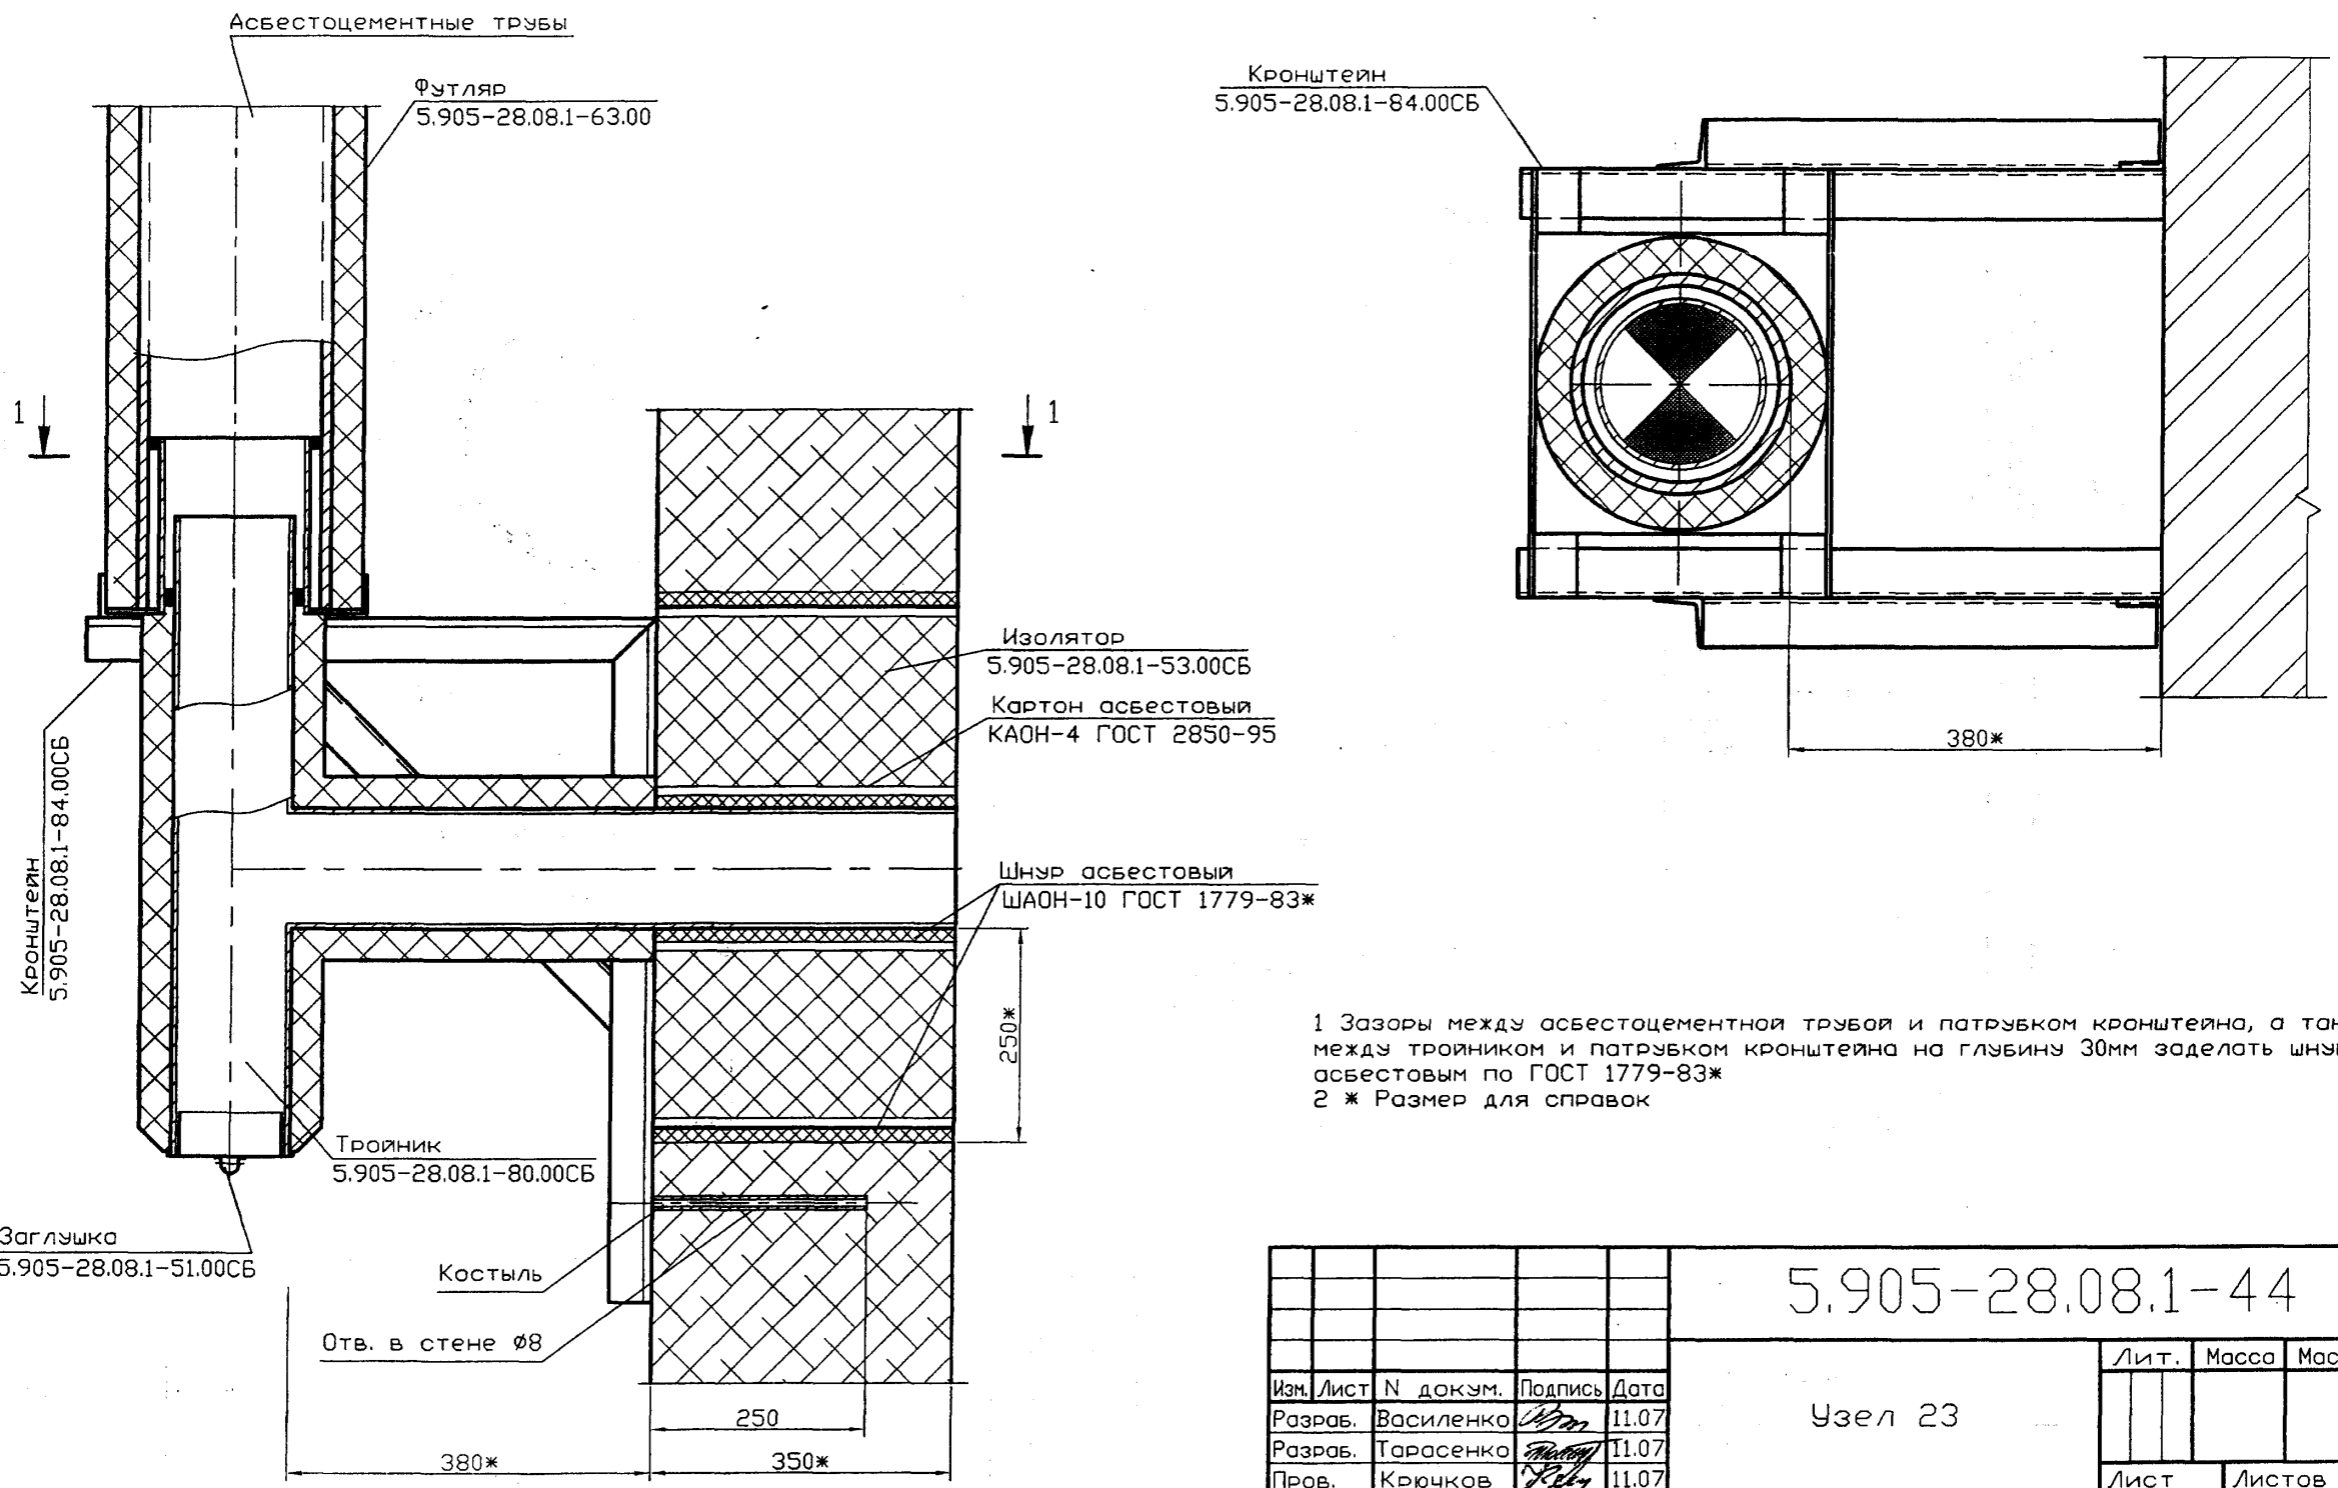 Асбестоцементные трубы
Футляр
5.905-28.08.1-63.00
Кронштейн
5.905-28.08.1-84.00СБ
1
1
Изолятор
5.905-28.08.1-53.00СБ
Картон асбестовый
КАОН-4 ГОСТ 2850-95
380*
Кронштейн
5.905-28.08.1-84.00СБ
Шнур асбестовый
ШАОН-10 ГОСТ 1779-83*
250*
1 Зазоры между асбестоцементной трубой и патрубком кронштейна, а
между тройником и патрубком кронштейна на глубину 30мм заделать
асбестовым по ГОСТ 1779-83*
2 * Размер для справок
Тройник
5.905-28.08.1-80.00СБ
Заглушка
5.905-28.08.1-51.00СБ
Костыль
Отв. в стене ø8
250
380*
350*
5.905-28.08.1-44
Узел 23
Лит. Масса
Изм. Лист N докум. Подпись Дата
Разраб. Василенко 11.07
Разраб. Тарасенко 11.07
Пров. Крючков 11.07
Лист Листов